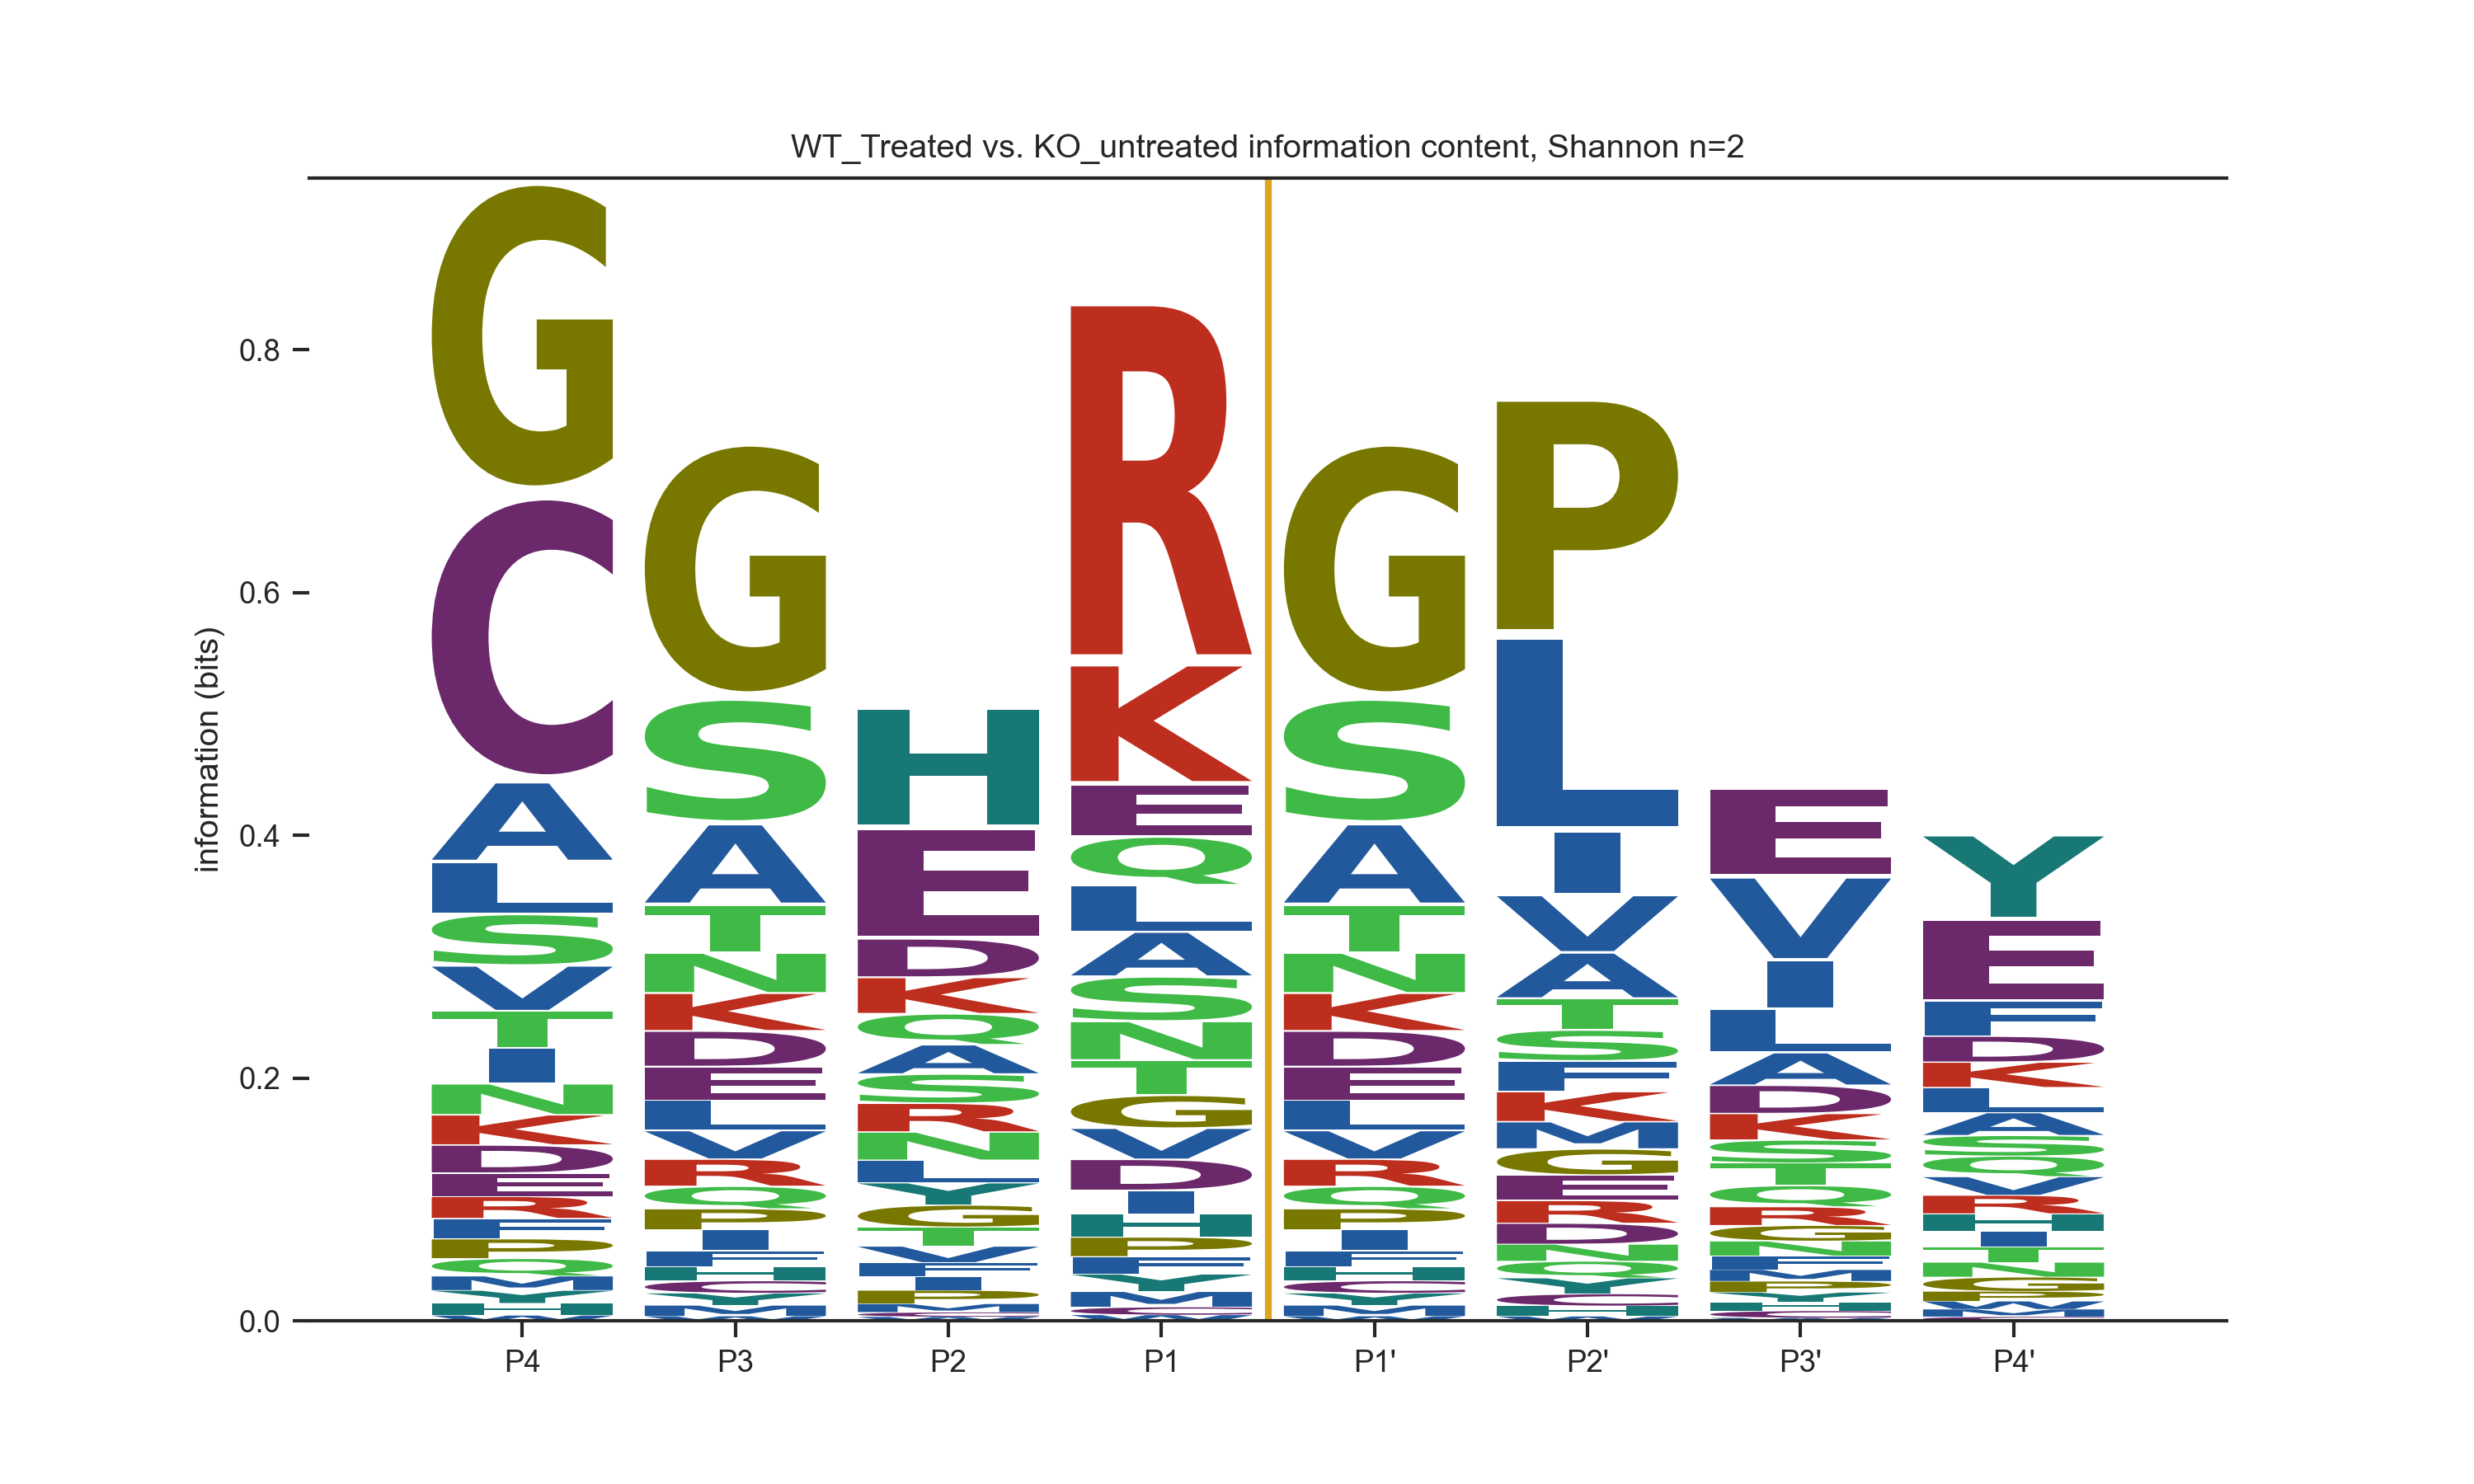 WT_Treated vs. KO_untreated information content, Shannon n=2
information (bits)
0.8
0.6
0.4
0.2
0.0
G C A L S V T I N K D E R F P Q M Y H
G S A T N K D E L V R Q P I F H C Y M
H E D K Q A S R N L Y G T V F I P M C
R K E Q L A S N T G V D I H P F Y M C
G S A T N K D E L V R Q P I F H C Y M
P L I V A T S F K M G E R D N Q Y C H
E V I L A D K S T Q R G N F M P Y H C
Y E F D K L A S Q V R H I T N G P M
P4 P3 P2 P1 P1' P2' P3' P4'